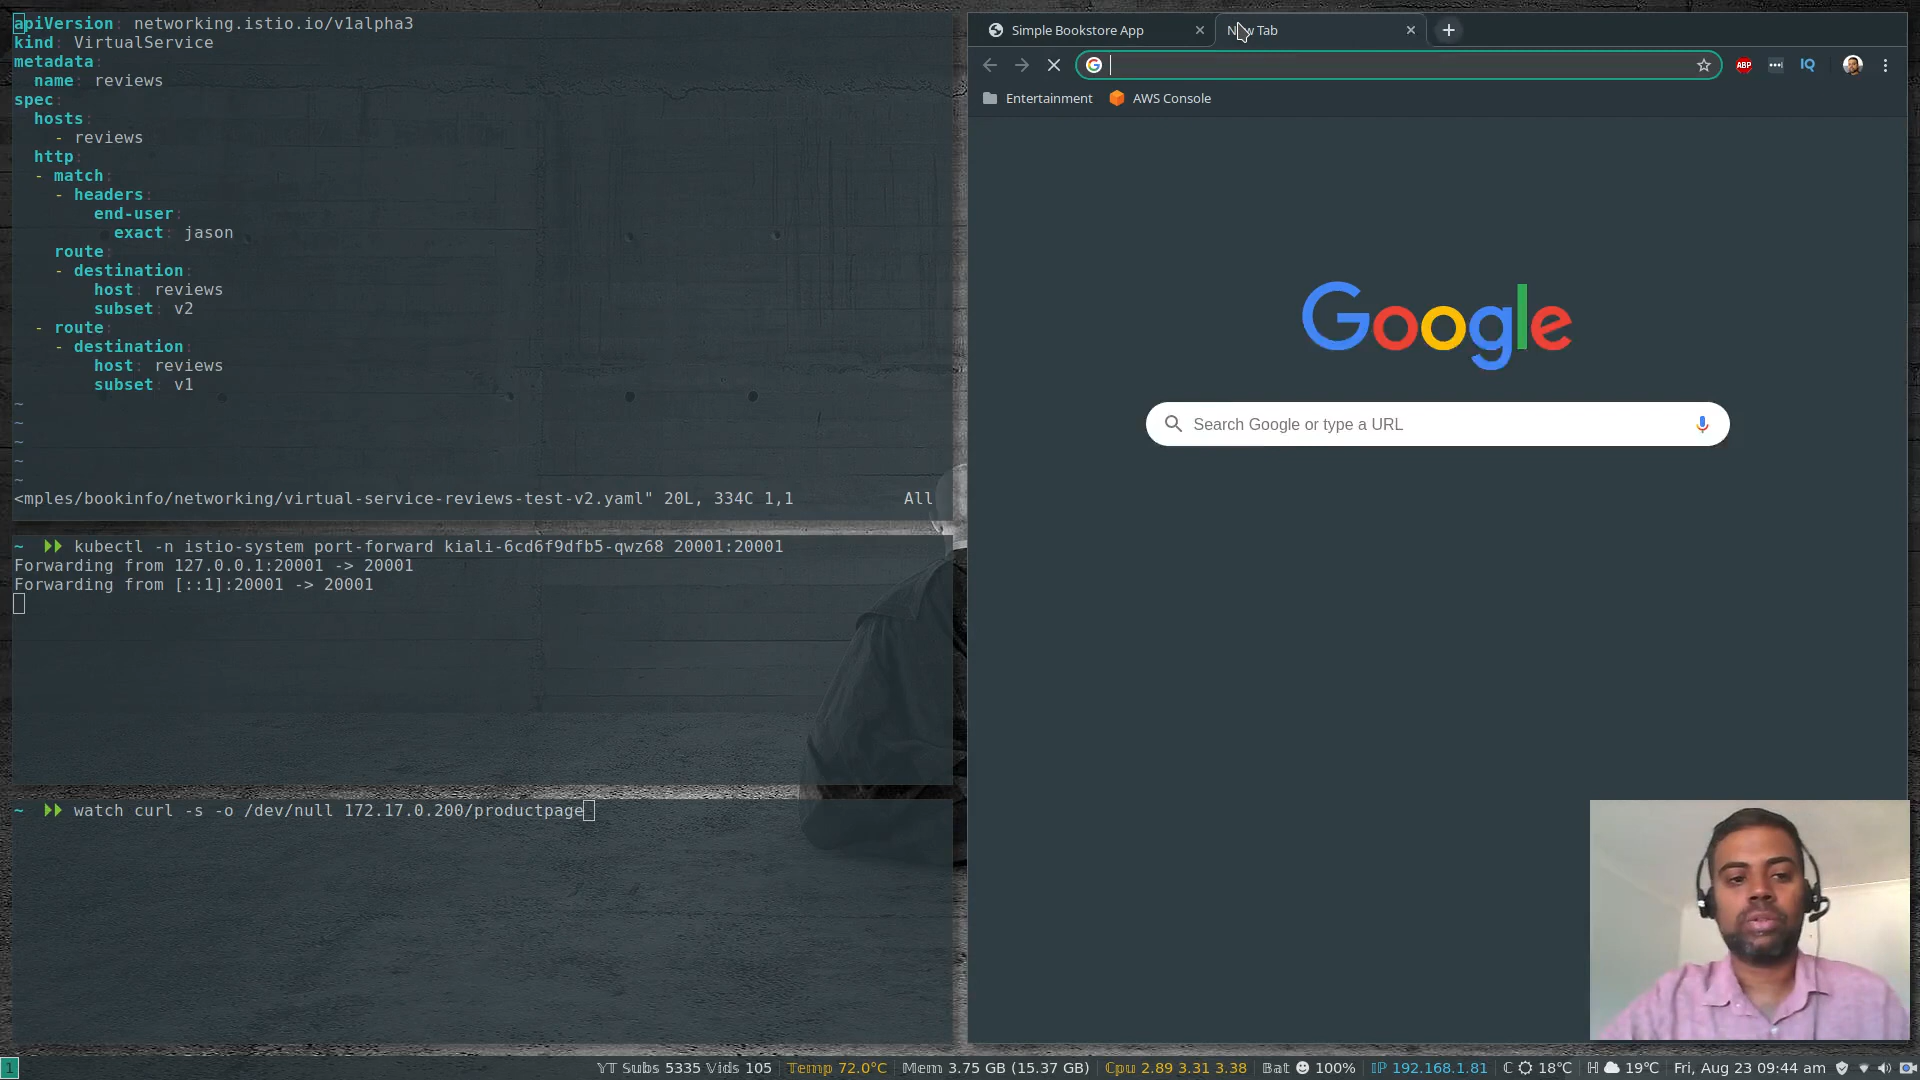 apiVersion: networking.istio.io/v1alpha3
kind: VirtualService
metadata:
name: reviews
spec:
hosts:
- reviews
http:
- match:
- headers:
end-user:
exact: jason
route:
- destination:
host: reviews
subset: v2
- route:
- destination:
host: reviews
subset: v1
~
~
~
~
~
<mples/bookinfo/networking/virtual-service-reviews-test-v2.yaml" 20L, 334C 1,1 All
~ kubectl -n istio-system port-forward kiali-6cd6f9dfb5-qwz68 20001:20001
Forwarding from 127.0.0.1:20001 -> 20001
Forwarding from [::1]:20001 -> 20001
~ watch curl -s -o /dev/null 172.17.0.200/productpage
Simple Bookstore App
New Tab
ABP
IQ
Entertainment
AWS Console
Google
Search Google or type a URL
1
YT Subs 5335 Vids 105 Temp 72.0°C Mem 3.75 GB (15.37 GB) Cpu 2.89 3.31 3.38 Bat 100% IP 192.168.1.81 C 18°C H 19°C Fri, Aug 23 09:44 am